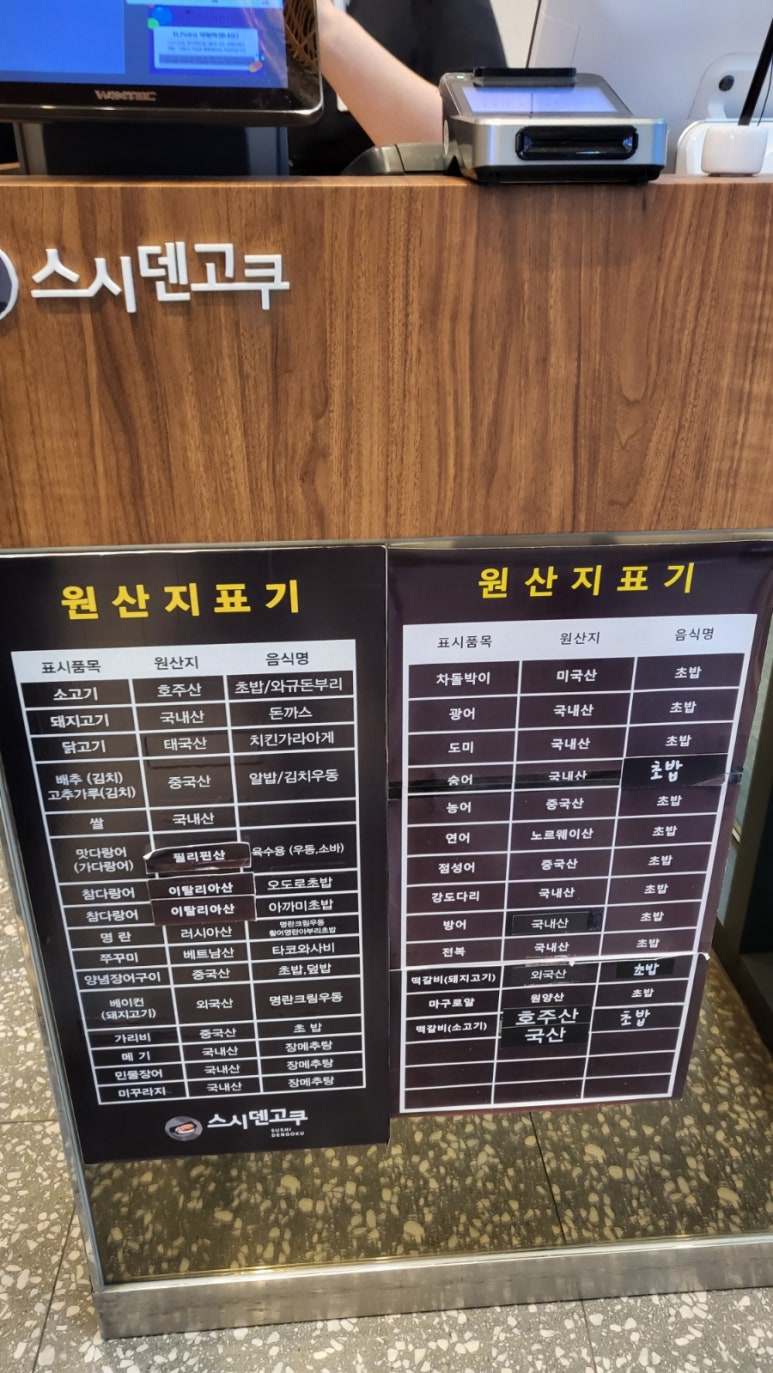 WINTEC
스시덴고쿠
원산지표기
표시품목 원산지 음식명
소고기 호주산 초밥/와규돈부리
돼지고기 국내산 돈까스
닭고기 태국산 치킨가라아게
배추 (김치)
고추가루(김치) 중국산 알밥/김치우동
쌀 국내산
맛다랑어
(가다랑어) 필리핀산 육수용 (우동,소바)
참다랑어 이탈리아산 오도로초밥
참다랑어 이탈리아산 아까미초밥
명 란 러시아산 명란크림우동
활어명란아부리초밥
쭈꾸미 베트남산 타코와사비
양념장어구이 중국산 초밥,덮밥
베이컨
(돼지고기) 외국산 명란크림우동
가리비 중국산 초 밥
메 기 국내산 장메추탕
민물장어 국내산 장메추탕
미꾸라지 국내산 장메추탕
스시덴고쿠
SUSHI
DENGOKU
원산지표기
표시품목 원산지 음식명
차돌박이 미국산 초밥
광어 국내산 초밥
도미 국내산 초밥
숭어 국내산 초밥
농어 중국산 초밥
연어 노르웨이산 초밥
점성어 중국산 초밥
강도다리 국내산 초밥
방어 국내산 초밥
전복 국내산 초밥
떡갈비(돼지고기) 외국산 초밥
마구로알 원양산 초밥
떡갈비(소고기) 호주산 초밥
국산